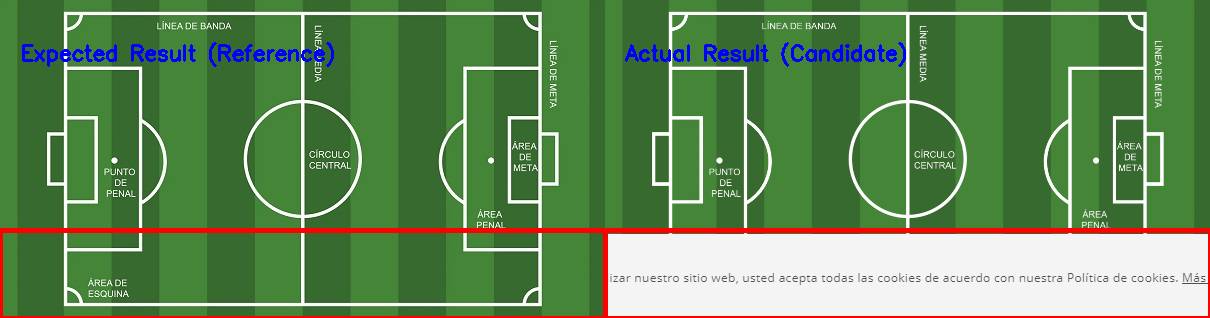 LÍNEA DE BANDA
Expected Result (Reference)
LÍNEA MEDIA
LÍNEA DE META
CÍRCULO
CENTRAL
ÁREA
DE
META
PUNTO
DE
PENAL
ÁREA
PENAL
ÁREA DE
ESQUINA
LÍNEA DE BANDA
Actual Result (Candidate)
LÍNEA MEDIA
LÍNEA DE META
CÍRCULO
CENTRAL
ÁREA
DE
META
PUNTO
DE
PENAL
ÁREA
PENAL
izar nuestro sitio web, usted acepta todas las cookies de acuerdo con nuestra Política de cookies. Más